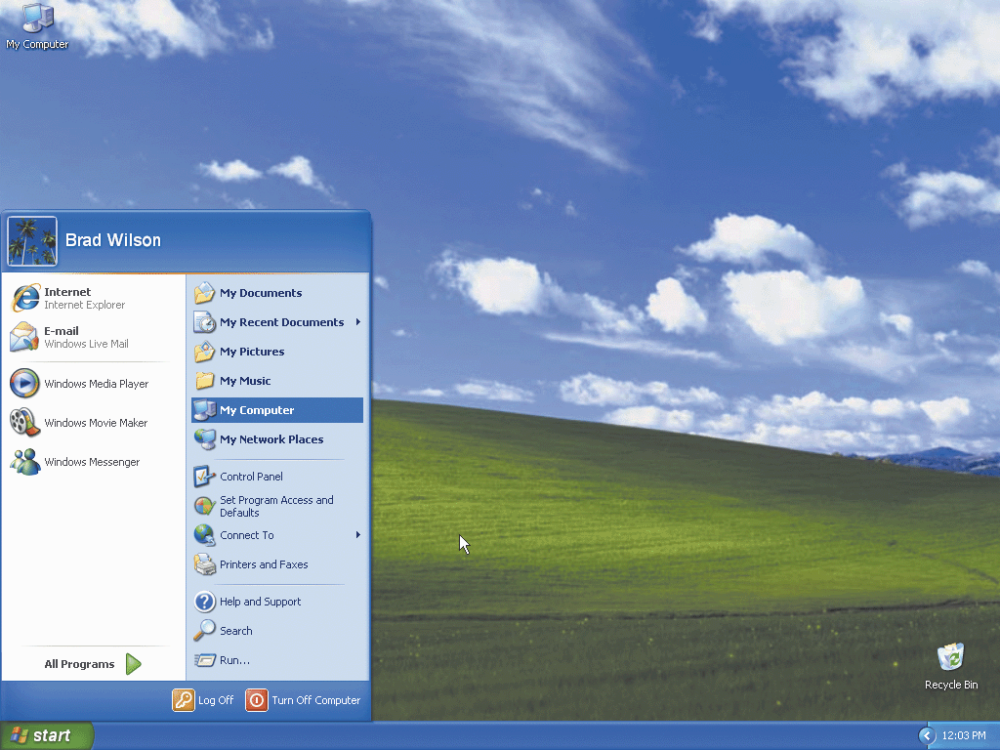 My Computer
Brad Wilson
Internet
Internet Explorer
E-mail
Windows Live Mail
Windows Media Player
Windows Movie Maker
Windows Messenger
All Programs
My Documents
My Recent Documents
My Pictures
My Music
My Computer
My Network Places
Control Panel
Set Program Access and
Defaults
Connect To
Printers and Faxes
Help and Support
Search
Run...
Log Off
Turn Off Computer
Recycle Bin
start
12:03 PM